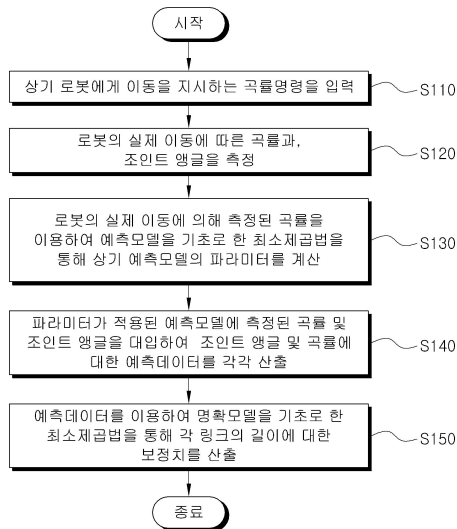 시작
상기 로봇에게 이동을 지시하는 곡률명령을 입력
S110
로봇의 실제 이동에 따른 곡률과,
조인트 앵글을 측정
S120
로봇의 실제 이동에 의해 측정된 곡률을
이용하여 예측모델을 기초로 한 최소제곱법을
통해 상기 예측모델의 파라미터를 계산
S130
파라미터가 적용된 예측모델에 측정된 곡률 및
조인트 앵글을 대입하여 조인트 앵글 및 곡률에
대한 예측데이터를 각각 산출
S140
예측데이터를 이용하여 명확모델을 기초로 한
최소제곱법을 통해 각 링크의 길이에 대한
보정치를 산출
S150
종료